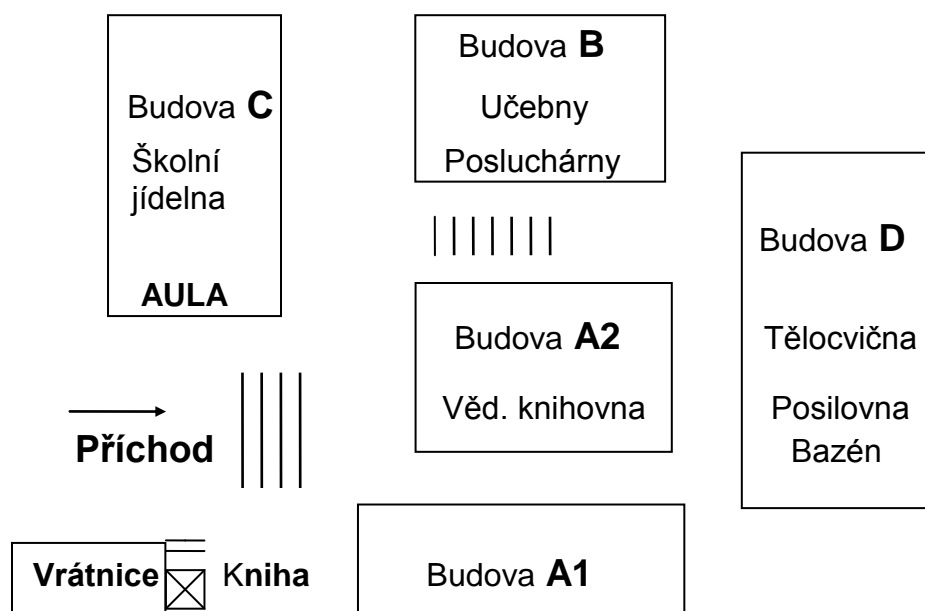 Budova C
Školní
jídelna
AULA
Budova B
Učebny
Posluchárny
Budova D
Tělocvična
Posilovna
Bazén
Budova A2
Věd. knihovna
Příchod
Vrátnice
Kniha
Budova A1